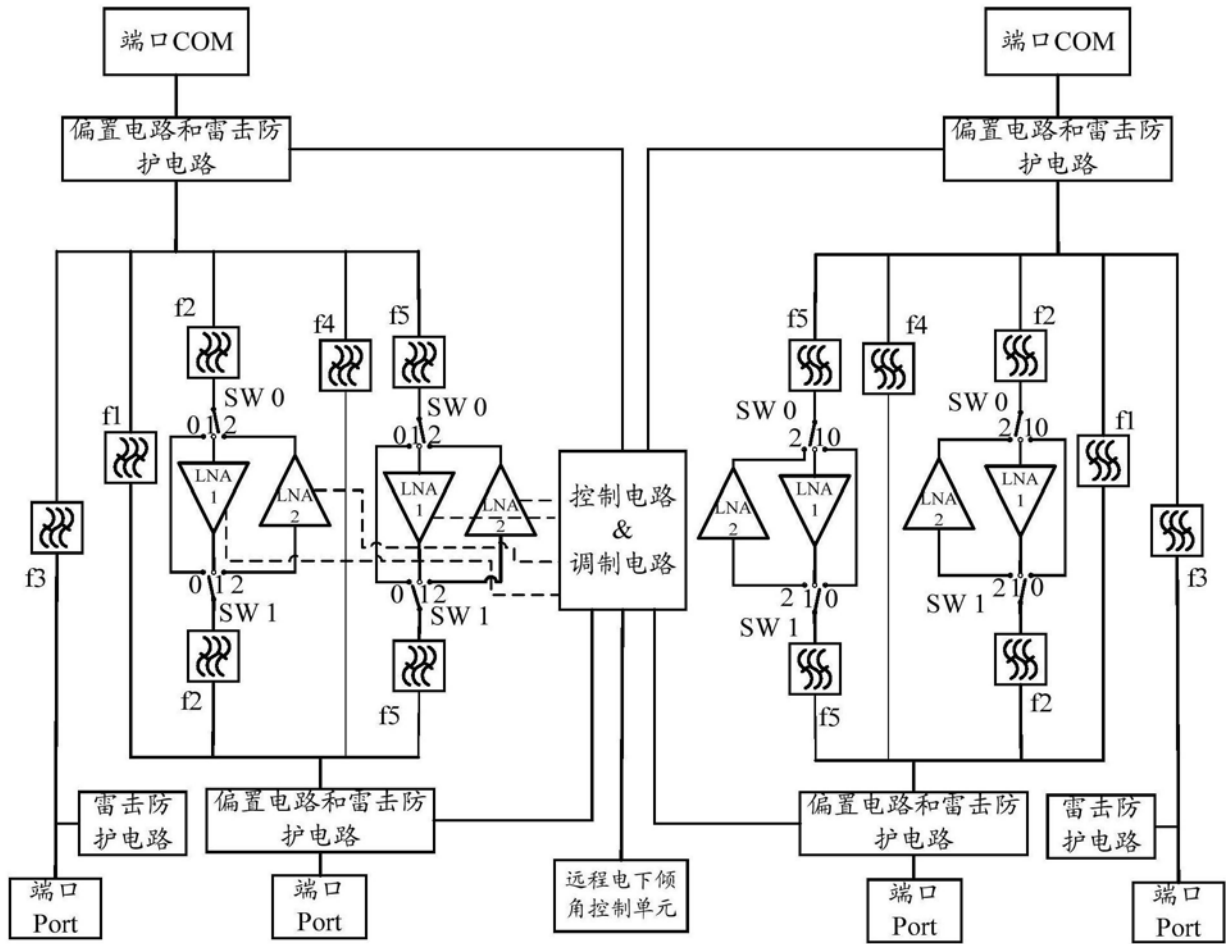 端口COM
端口COM
偏置电路和雷击防
护电路
偏置电路和雷击防
护电路
f2
f4
f5
f5
f4
f2
SW 0
SW 0
SW 0
SW 0
f1
f1
0 1 2
0 1 2
2 1 0
2 1 0
LNA
1
LNA
2
LNA
1
LNA
2
控制电路
&
调制电路
LNA
2
LNA
1
LNA
2
LNA
1
f3
f3
0 1 2
0 1 2
2 1 0
2 1 0
SW 1
SW 1
SW 1
SW 1
f2
f5
f5
f2
雷击防
护电路
偏置电路和雷击防
护电路
偏置电路和雷击防
护电路
雷击防
护电路
端口
Port
端口
Port
远程电下倾
角控制单元
端口
Port
端口
Port